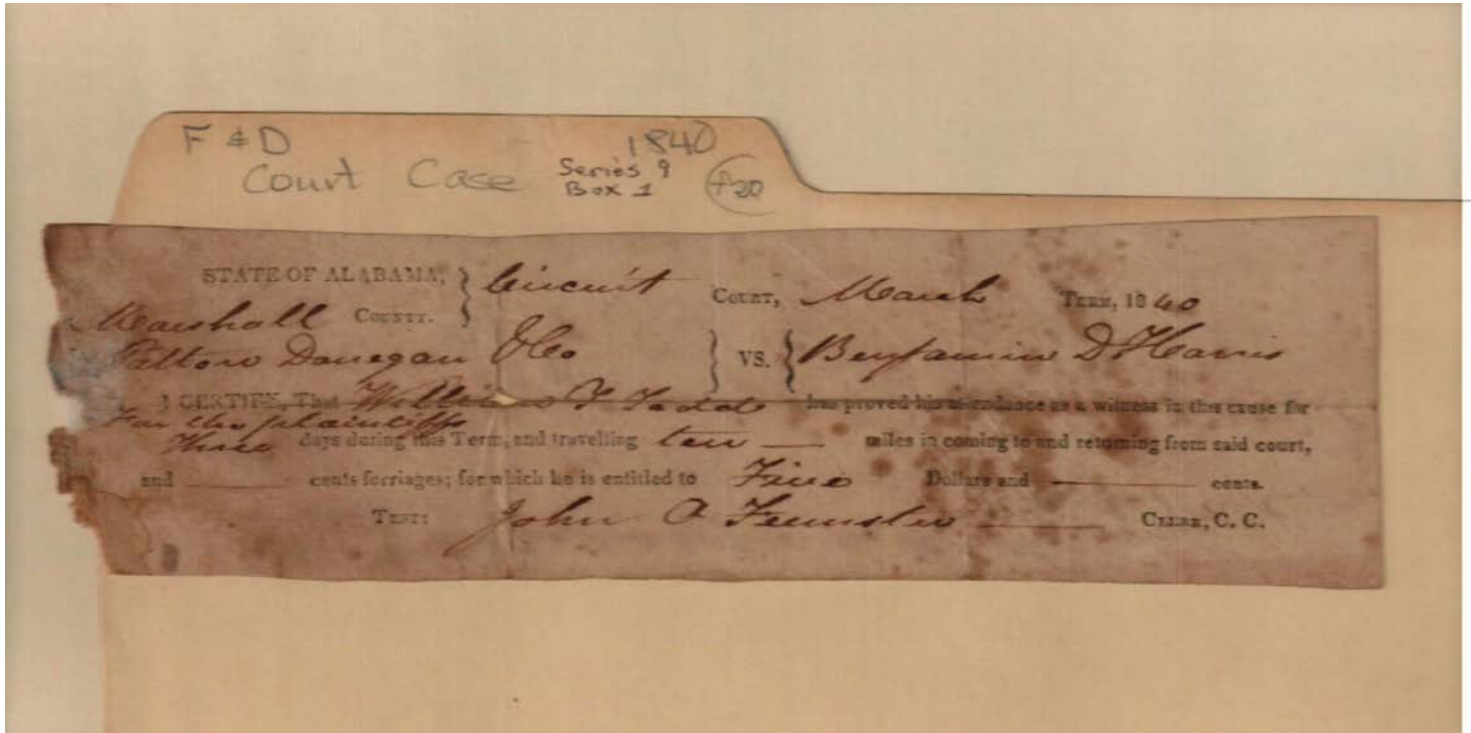 F & D 1840
Court Case Series 9
Box 1
STATE OF ALABAMA, } Circuit COURT, March TERM, 1840
Marshall COUNTY. }
Patton Donegan & Co } VS. { Benjamin D Harris
I CERTIFY, That William Todd has proved his attendance as a witness in this cause for
For the plaintiffs
Three days during this Term, and travelling ten — miles in coming to and returning from said court,
and — cents ferriages; for which he is entitled to Five Dollars and — cents.
TEST: John A Feemster — CLERK, C. C.